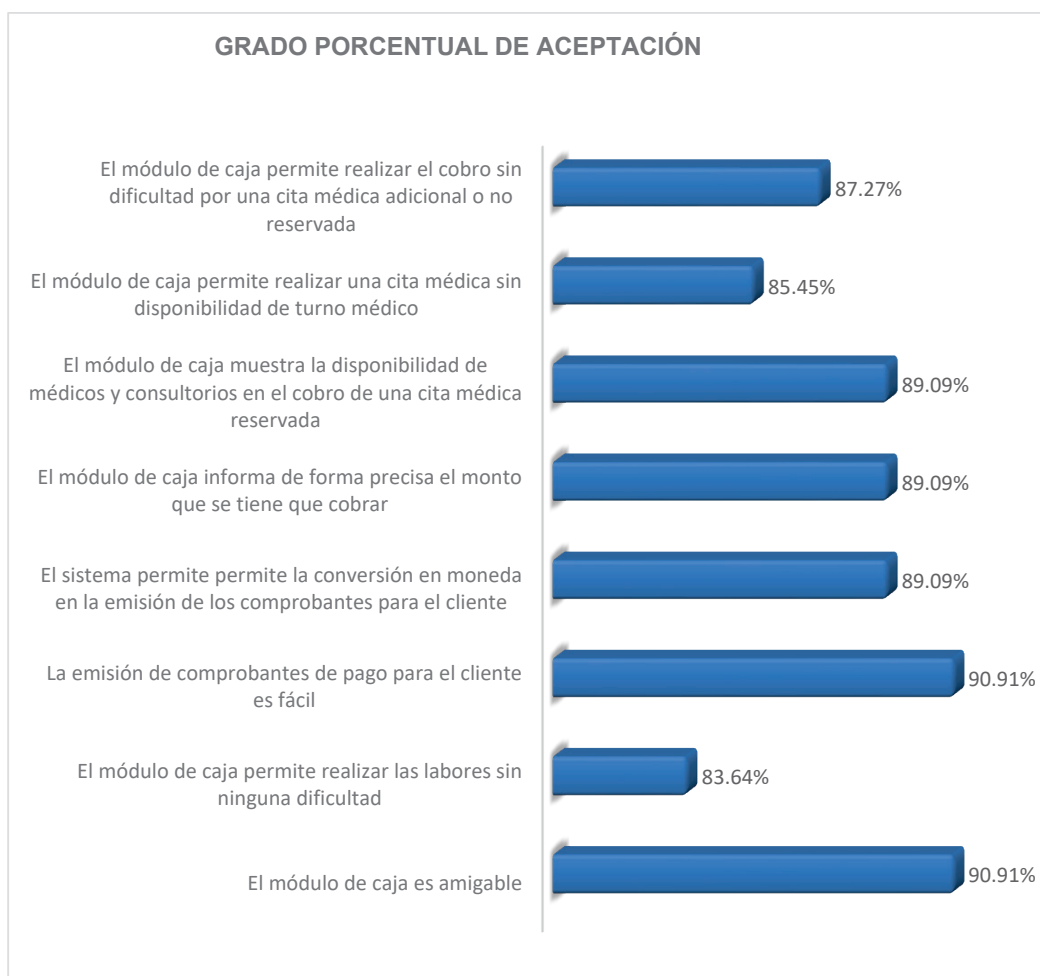 GRADO PORCENTUAL DE ACEPTACIÓN
El módulo de caja permite realizar el cobro sin
dificultad por una cita médica adicional o no
reservada
87.27%
El módulo de caja permite realizar una cita médica sin
disponibilidad de turno médico
85.45%
El módulo de caja muestra la disponibilidad de
médicos y consultorios en el cobro de una cita médica
reservada
89.09%
El módulo de caja informa de forma precisa el monto
que se tiene que cobrar
89.09%
El sistema permite permite la conversión en moneda
en la emisión de los comprobantes para el cliente
89.09%
La emisión de comprobantes de pago para el cliente
es fácil
90.91%
El módulo de caja permite realizar las labores sin
ninguna dificultad
83.64%
El módulo de caja es amigable
90.91%